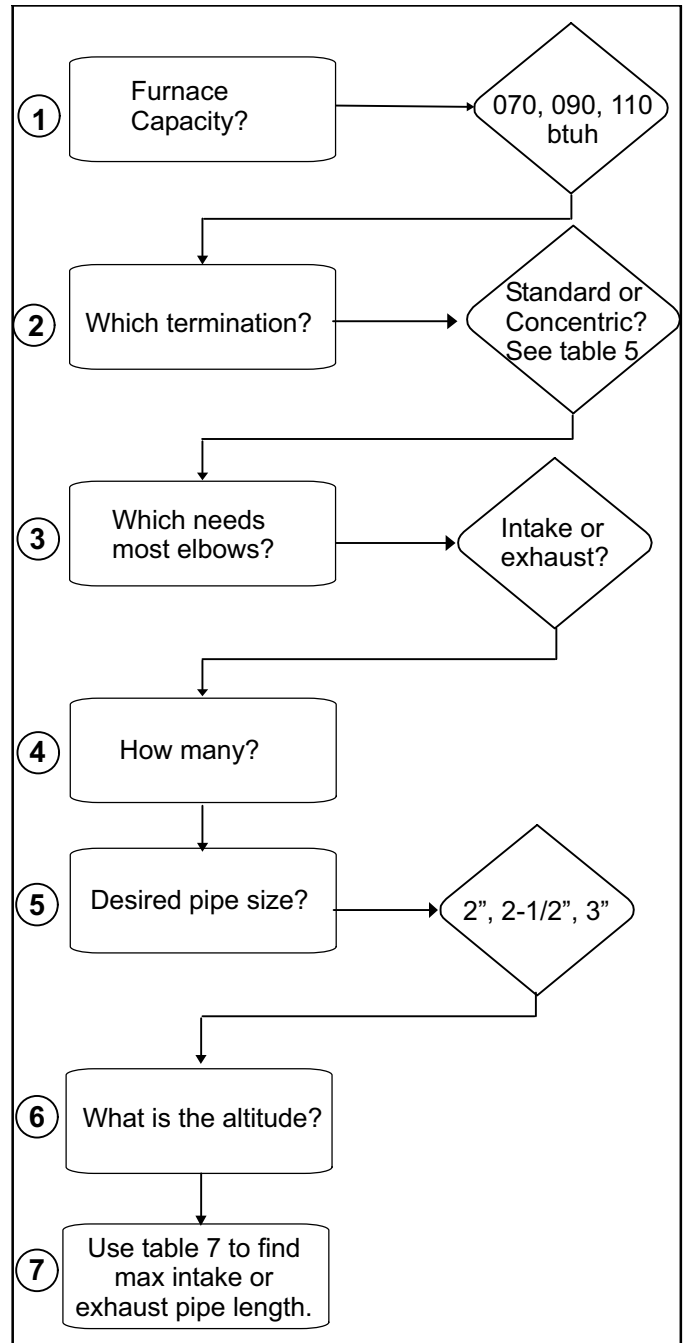 1
Furnace
Capacity?
070, 090, 110
btuh
2
Which termination?
Standard or
Concentric?
See table 5
3
Which needs
most elbows?
Intake or
exhaust?
4
How many?
5
Desired pipe size?
2”, 2-1/2”, 3”
6
What is the altitude?
7
Use table 7 to find
max intake or
exhaust pipe length.